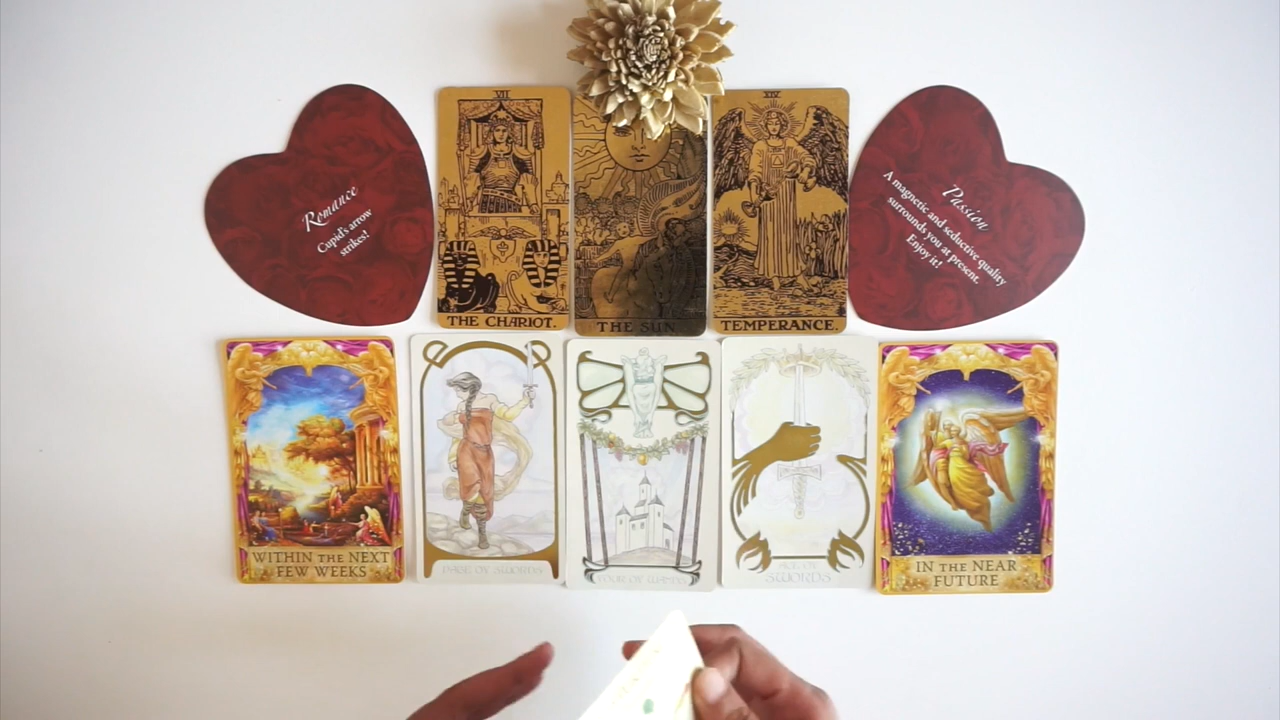 VII
XIV
Romance
Cupid's arrow
strikes!
Passion
A magnetic and seductive quality
surrounds you at present.
Enjoy it!
THE CHARIOT.
THE SUN
TEMPERANCE.
WITHIN THE NEXT
FEW WEEKS
PAGE OF SWORDS
FOUR OF WANDS
ACE OF
SWORDS
IN THE NEAR
FUTURE